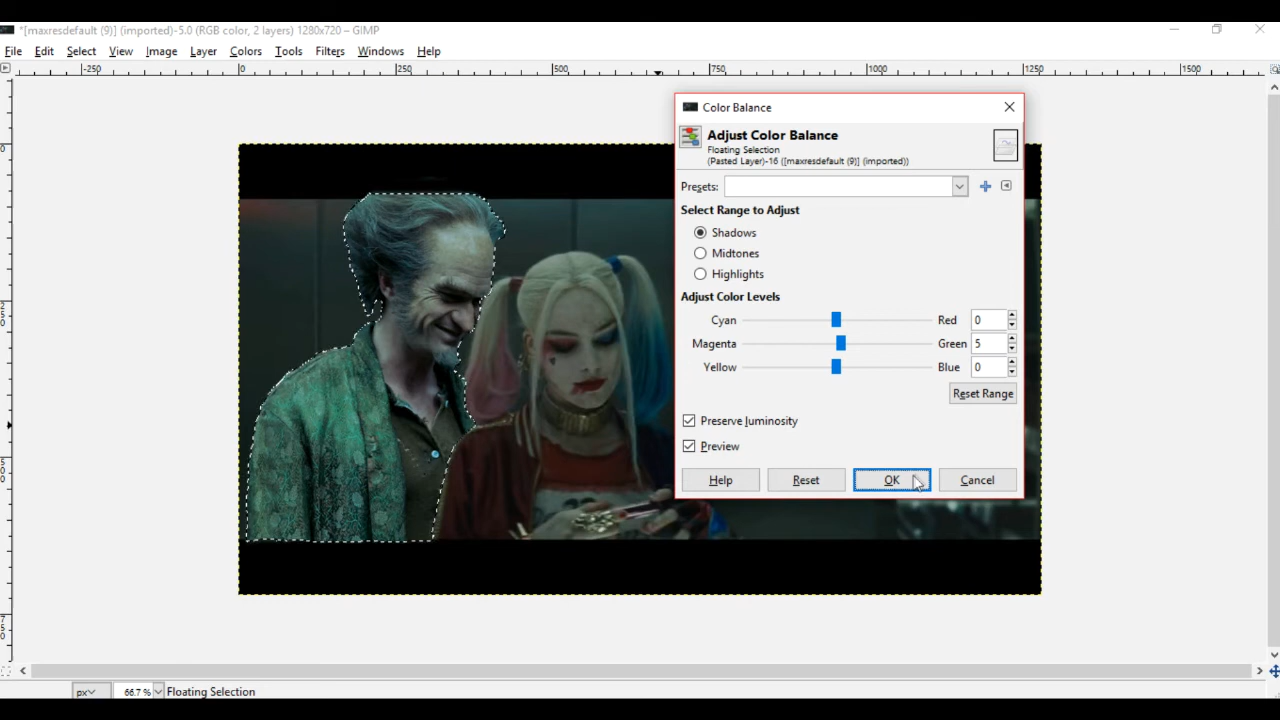 *[maxresdefault (9)] (imported)-5.0 (RGB color, 2 layers) 1280x720 – GIMP
File Edit Select View Image Layer Colors Tools Filters Windows Help
-250 0 250 500 750 1000 1250 1500
0
250
500
750
Color Balance
Adjust Color Balance
Floating Selection
(Pasted Layer)-16 ([maxresdefault (9)] (imported))
Presets:
Select Range to Adjust
Shadows
Midtones
Highlights
Adjust Color Levels
Cyan Red 0
Magenta Green 5
Yellow Blue 0
Reset Range
Preserve luminosity
Preview
Help Reset OK Cancel
px 66.7 % Floating Selection